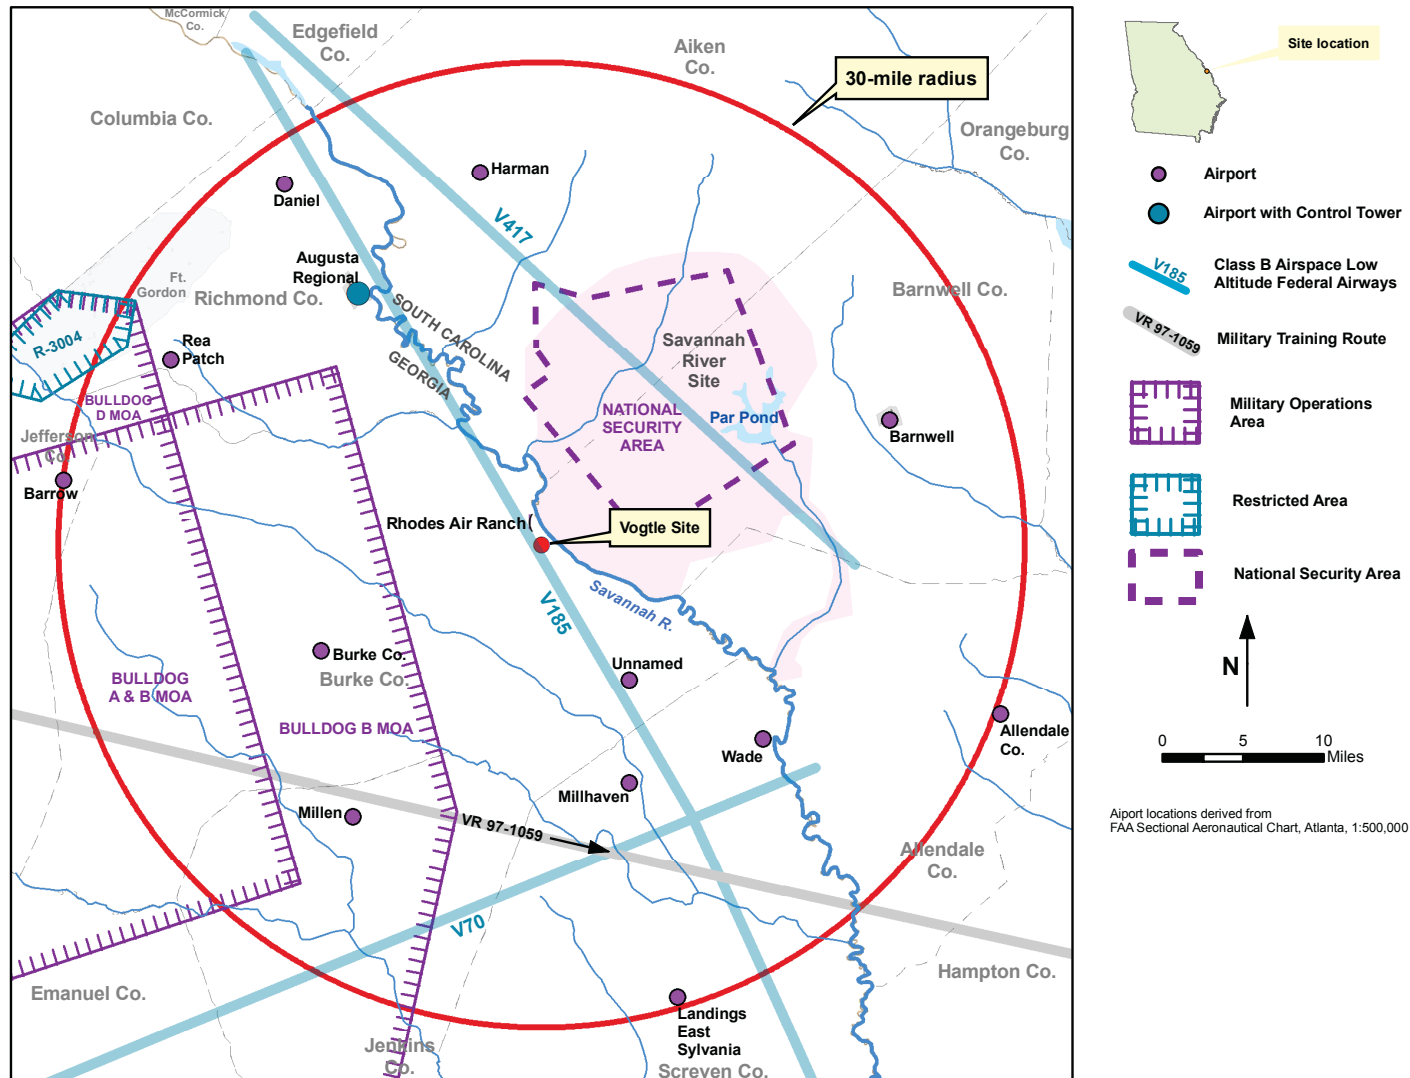 McCormick
Co.
Edgefield
Co.
Aiken
Co.
30-mile radius
Columbia Co.
Orangeburg
Co.
Harman
Daniel
V417
Augusta
Regional
Ft.
Gordon
Richmond Co.
SOUTH CAROLINA
GEORGIA
Barnwell Co.
R-3004
Rea
Patch
Savannah
River
Site
BULLDOG
D MOA
NATIONAL
SECURITY
AREA
Par Pond
Barnwell
Jefferson
Co.
Barrow
Rhodes Air Ranch
Vogtle Site
Savannah R.
V185
Unnamed
Burke Co.
Burke Co.
BULLDOG
A & B MOA
BULLDOG B MOA
Wade
Allendale
Co.
Millhaven
Millen
VR 97-1059
Allendale
Co.
V70
Hampton Co.
Emanuel Co.
Landings
East
Sylvania
Jenkins
Co.
Screven Co.
Site location
Airport
Airport with Control Tower
V185
Class B Airspace Low
Altitude Federal Airways
VR 97-1059
Military Training Route
Military Operations
Area
Restricted Area
National Security Area
N
0 5 10
Miles
Aiport locations derived from
FAA Sectional Aeronautical Chart, Atlanta, 1:500,000